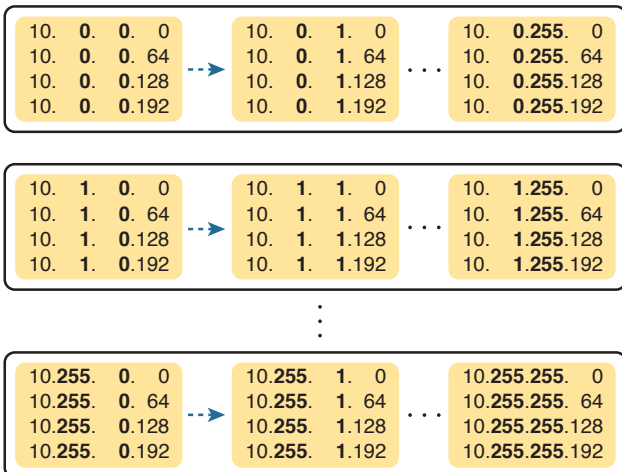 10. 0. 0. 0
10. 0. 0. 64
10. 0. 0.128
10. 0. 0.192
10. 0. 1. 0
10. 0. 1. 64
10. 0. 1.128
10. 0. 1.192
. . .
10. 0.255. 0
10. 0.255. 64
10. 0.255.128
10. 0.255.192
10. 1. 0. 0
10. 1. 0. 64
10. 1. 0.128
10. 1. 0.192
10. 1. 1. 0
10. 1. 1. 64
10. 1. 1.128
10. 1. 1.192
. . .
10. 1.255. 0
10. 1.255. 64
10. 1.255.128
10. 1.255.192
10.255. 0. 0
10.255. 0. 64
10.255. 0.128
10.255. 0.192
10.255. 1. 0
10.255. 1. 64
10.255. 1.128
10.255. 1.192
. . .
10.255.255. 0
10.255.255. 64
10.255.255.128
10.255.255.192